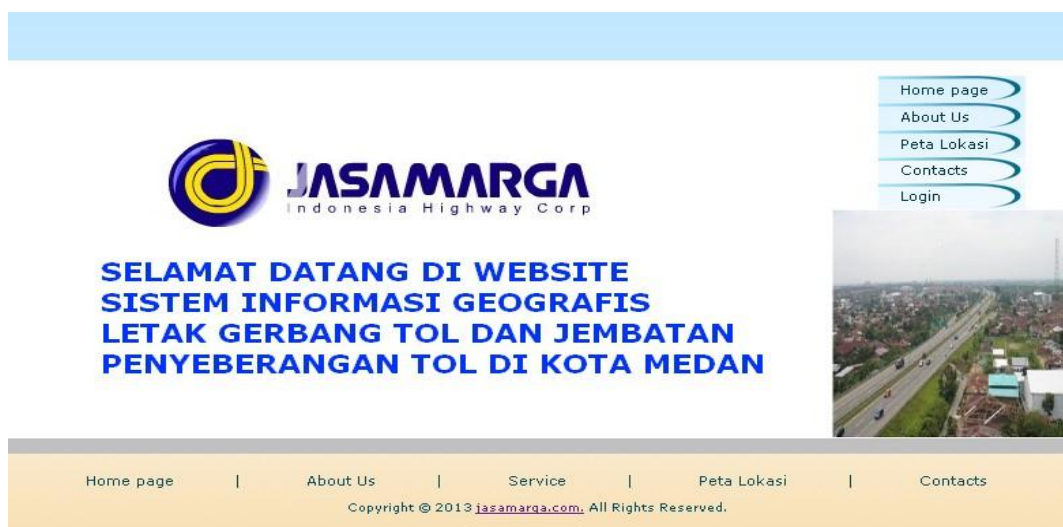 Home page
About Us
Peta Lokasi
Contacts
Login
JASAMARGA
Indonesia Highway Corp
SELAMAT DATANG DI WEBSITE
SISTEM INFORMASI GEOGRAFIS
LETAK GERBANG TOL DAN JEMBATAN
PENYEBERANGAN TOL DI KOTA MEDAN
Home page | About Us | Service | Peta Lokasi | Contacts
Copyright © 2013 jasamarga.com. All Rights Reserved.